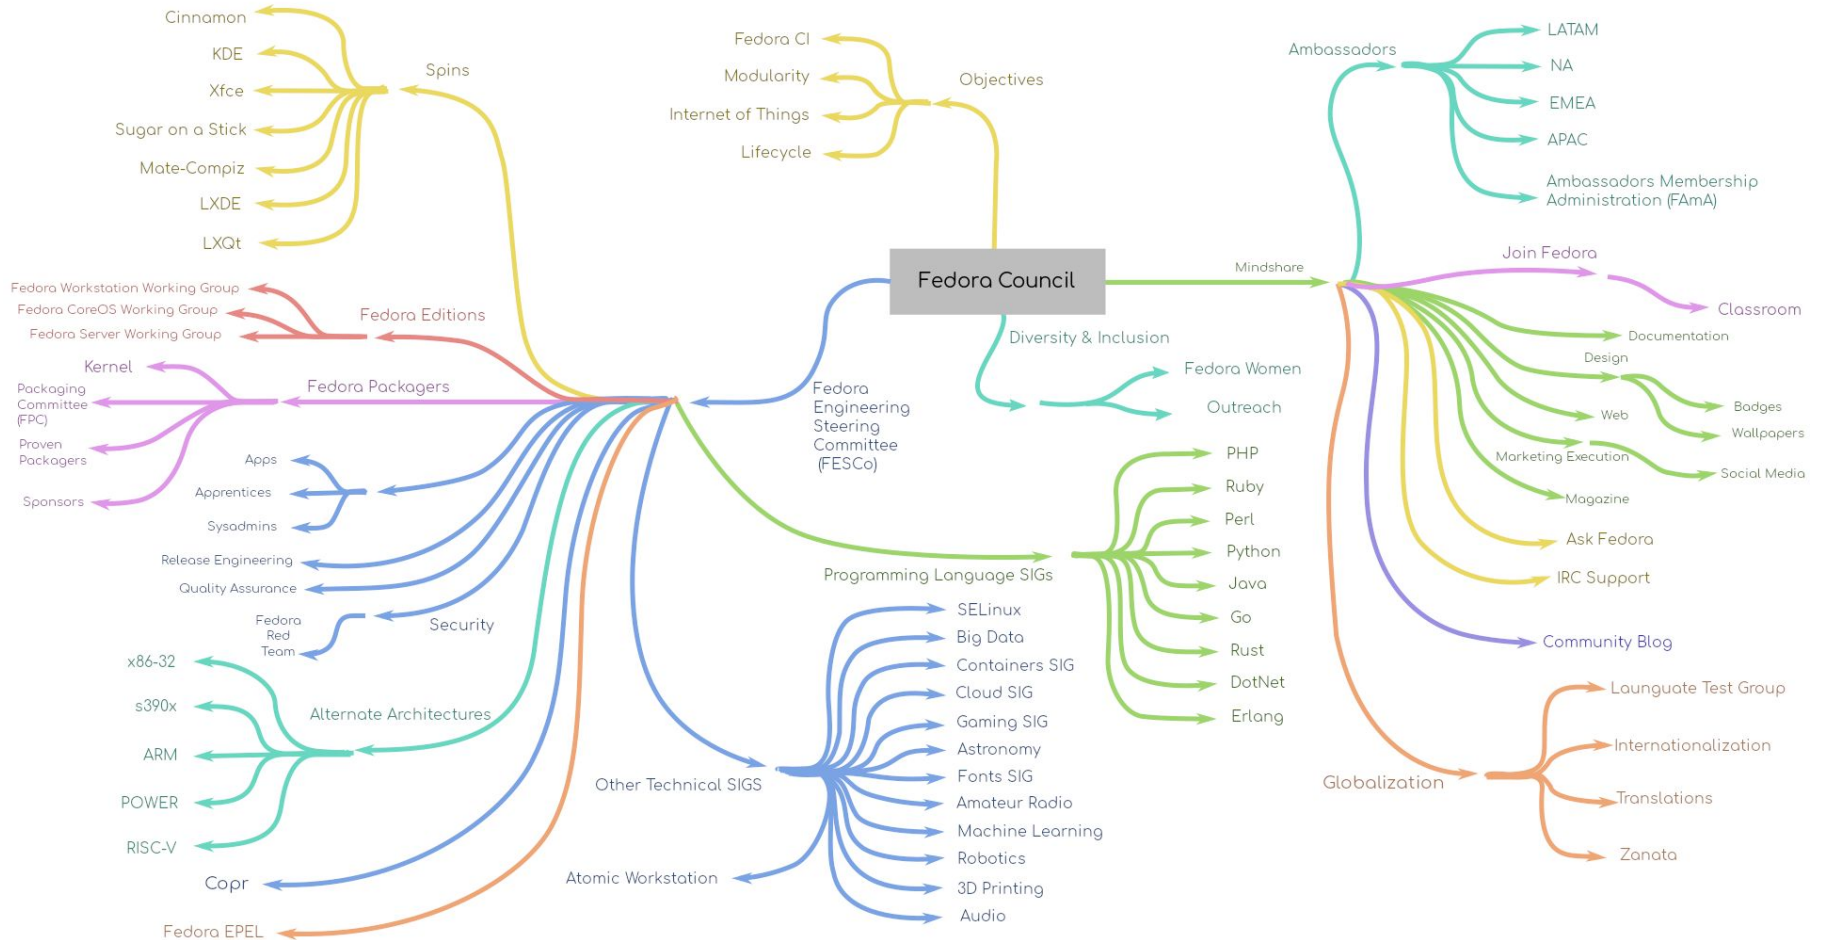 Cinnamon
KDE
Xfce
Sugar on a Stick
Mate-Compiz
LXDE
LXQt
Spins
Fedora CI
Modularity
Internet of Things
Lifecycle
Objectives
Ambassadors
LATAM
NA
EMEA
APAC
Ambassadors Membership
Administration (FAmA)
Fedora Council
Mindshare
Join Fedora
Classroom
Documentation
Design
Badges
Wallpapers
Web
Marketing Execution
Social Media
Magazine
Ask Fedora
IRC Support
Community Blog
Globalization
Launguate Test Group
Internationalization
Translations
Zanata
Diversity & Inclusion
Fedora Women
Outreach
Fedora
Engineering
Steering
Committee
(FESCo)
Fedora Editions
Fedora Workstation Working Group
Fedora CoreOS Working Group
Fedora Server Working Group
Fedora Packagers
Kernel
Packaging
Committee
(FPC)
Proven
Packagers
Sponsors
Apps
Apprentices
Sysadmins
Release Engineering
Quality Assurance
Security
Fedora
Red
Team
Alternate Architectures
x86-32
s390x
ARM
POWER
RISC-V
Copr
Fedora EPEL
Programming Language SIGs
PHP
Ruby
Perl
Python
Java
Go
Rust
DotNet
Erlang
Other Technical SIGS
SELinux
Big Data
Containers SIG
Cloud SIG
Gaming SIG
Astronomy
Fonts SIG
Amateur Radio
Machine Learning
Robotics
3D Printing
Audio
Atomic Workstation